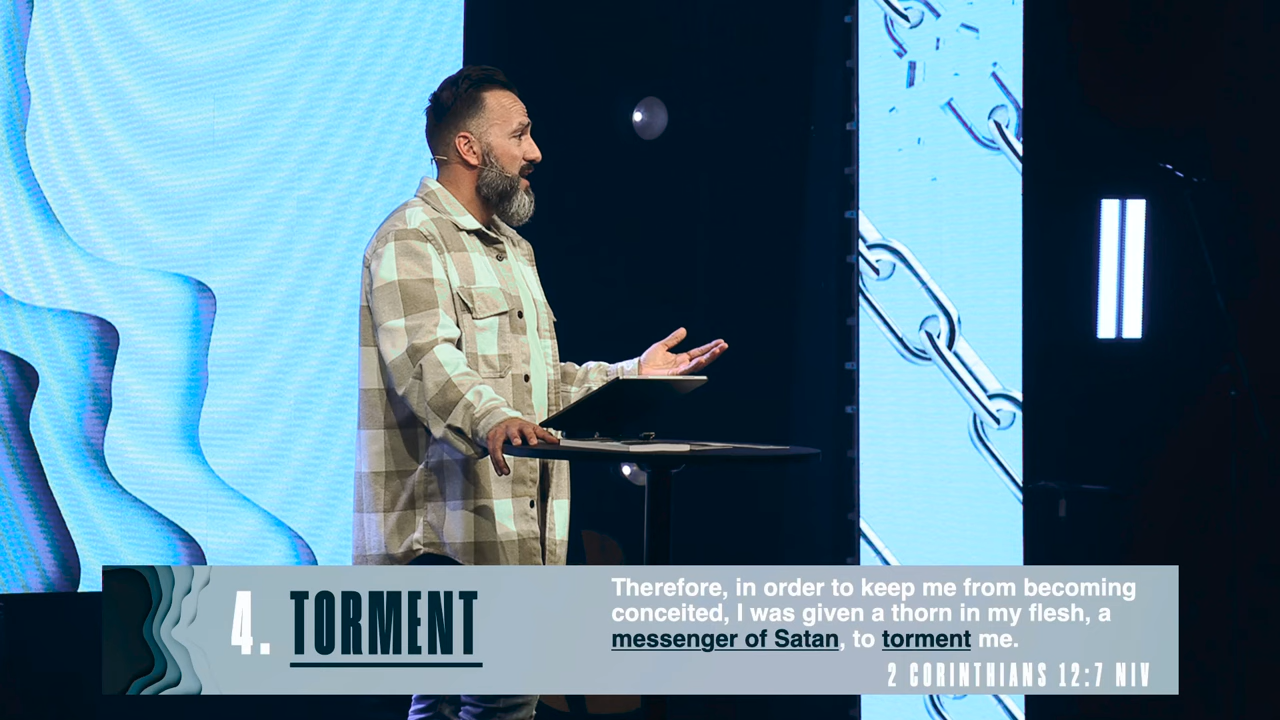 4. TORMENT
Therefore, in order to keep me from becoming
conceited, I was given a thorn in my flesh, a
messenger of Satan, to torment me.
2 CORINTHIANS 12:7 NIV